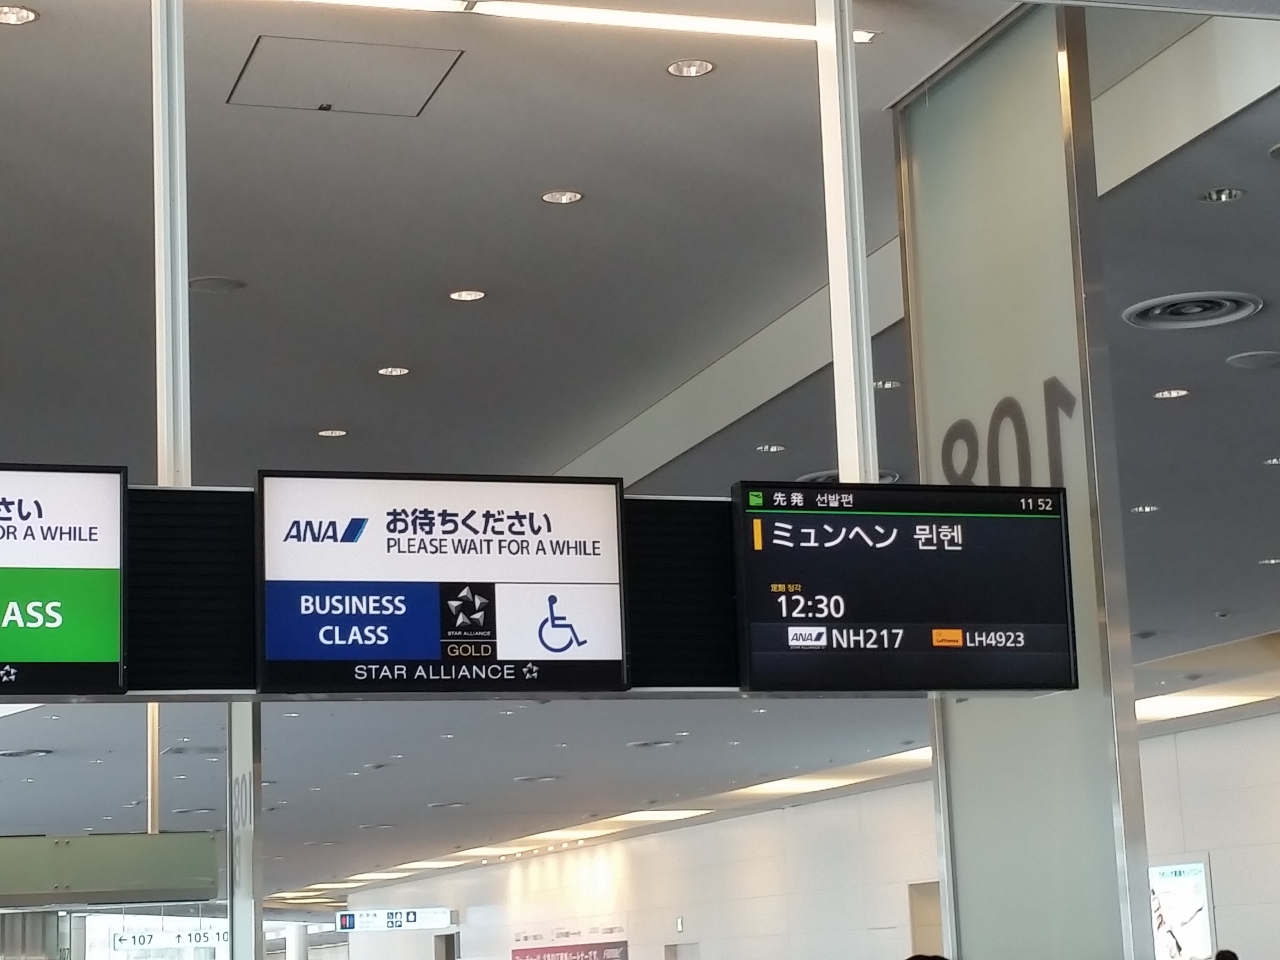 さい
OR A WHILE
ASS
ANA お待ちください
PLEASE WAIT FOR A WHILE
BUSINESS
CLASS
STAR ALLIANCE
GOLD
STAR ALLIANCE
先発 선발편 11 52
ミュンヘン 뮌헨
定刻 정각
12:30
ANA NH217 Lufthansa LH4923
108
108
←107 ↑105 10
107